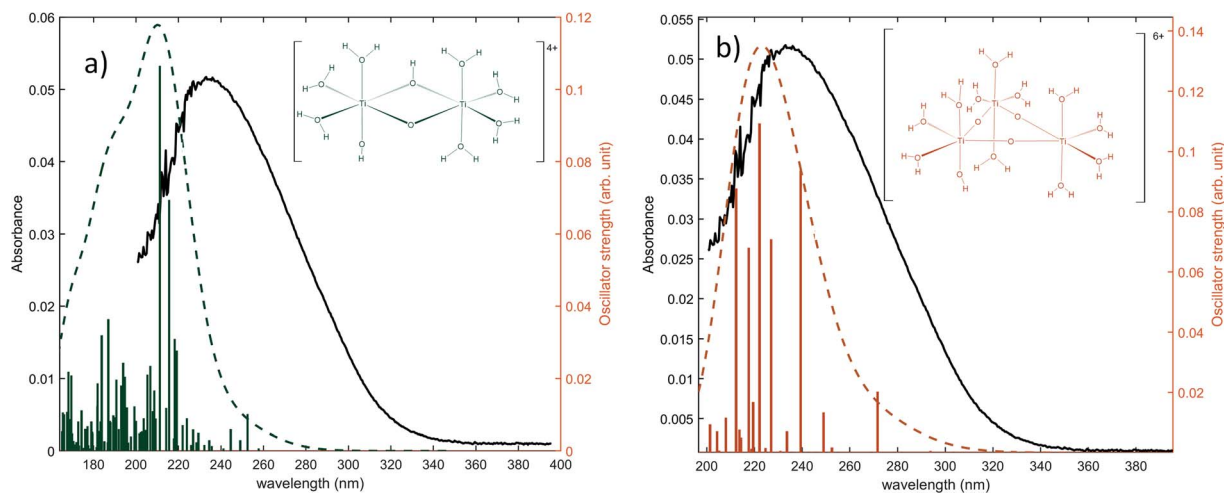 a)
0.06
0.05
0.04
0.03
0.02
0.01
0
Absorbance
180 200 220 240 260 280 300 320 340 360 380 400
wavelength (nm)
0.12
0.1
0.08
0.06
0.04
0.02
0
Oscillator strength (arb. unit)
4+
H H H H H
O O
H O O O H
H H
Ti Ti
H O O O H
H H
O O
H H H
b)
0.055
0.05
0.045
0.04
0.035
0.03
0.025
0.02
0.015
0.01
0.005
Absorbance
200 220 240 260 280 300 320 340 360 380
wavelength (nm)
0.14
0.12
0.1
0.08
0.06
0.04
0.02
Oscillator strength (arb. unit)
6+
H H
O
H H H H
O Ti O O
H O O O O H
Ti O Ti
H O O O H
H H
O O
H H H